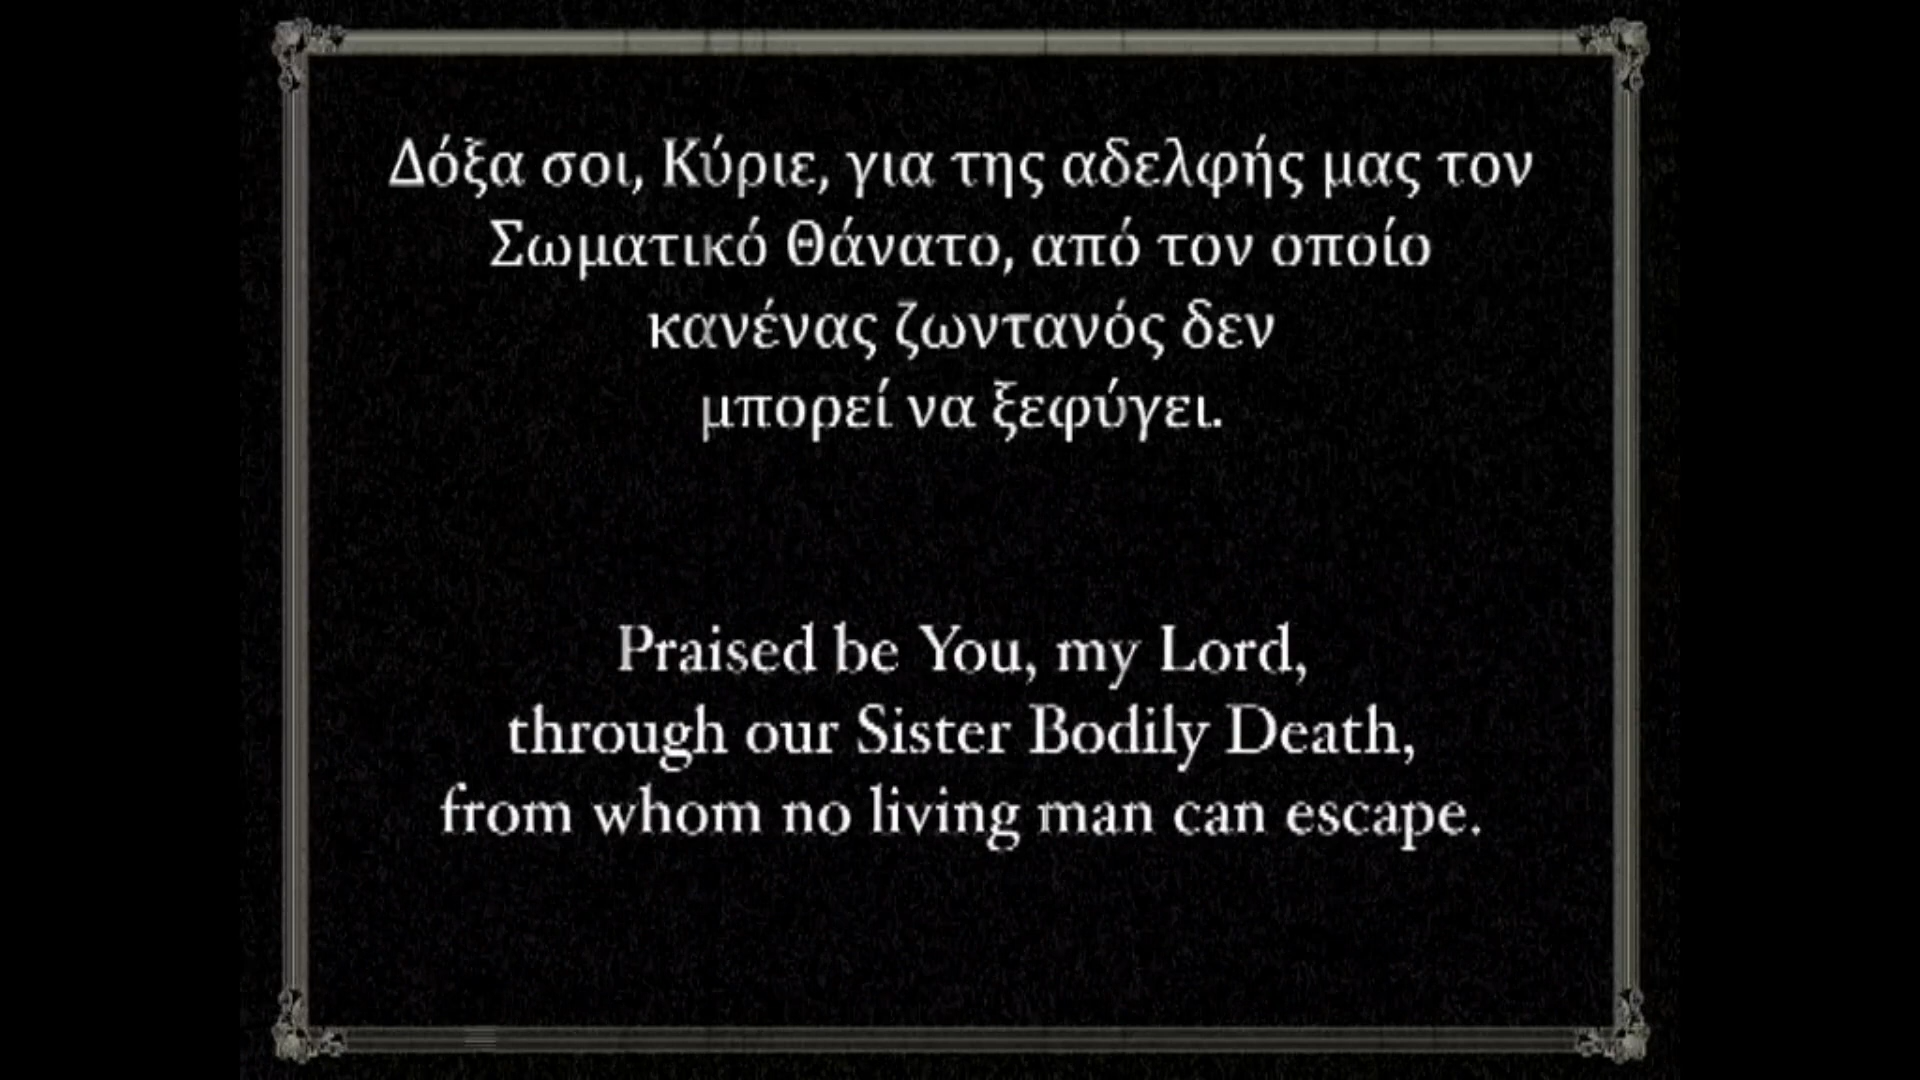 Δόξα σοι, Κύριε, για της αδελφής μας τον
Σωματικό Θάνατο, από τον οποίο
κανένας ζωντανός δεν
μπορεί να ξεφύγει.
Praised be You, my Lord,
through our Sister Bodily Death,
from whom no living man can escape.